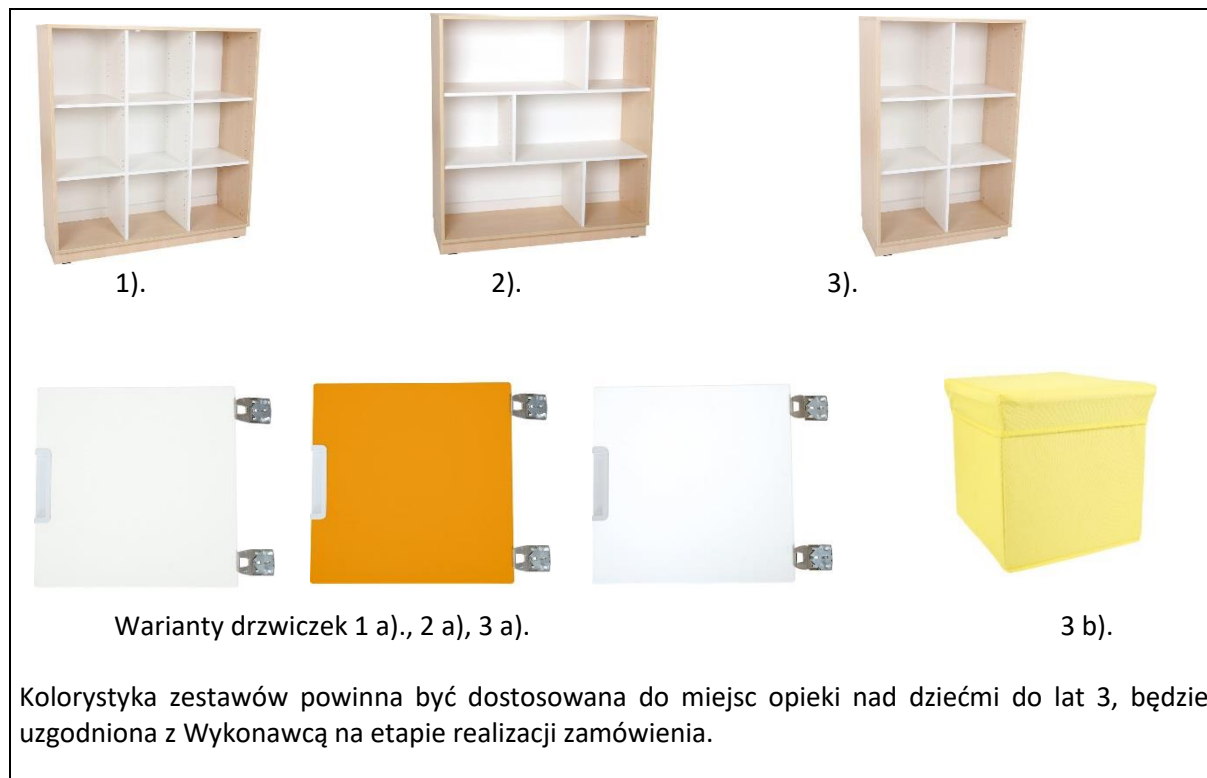 1).
2).
3).
Warianty drzwiczek 1 a)., 2 a), 3 a).
3 b).
Kolorystyka zestawów powinna być dostosowana do miejsc opieki nad dziećmi do lat 3, będzie
uzgodniona z Wykonawcą na etapie realizacji zamówienia.